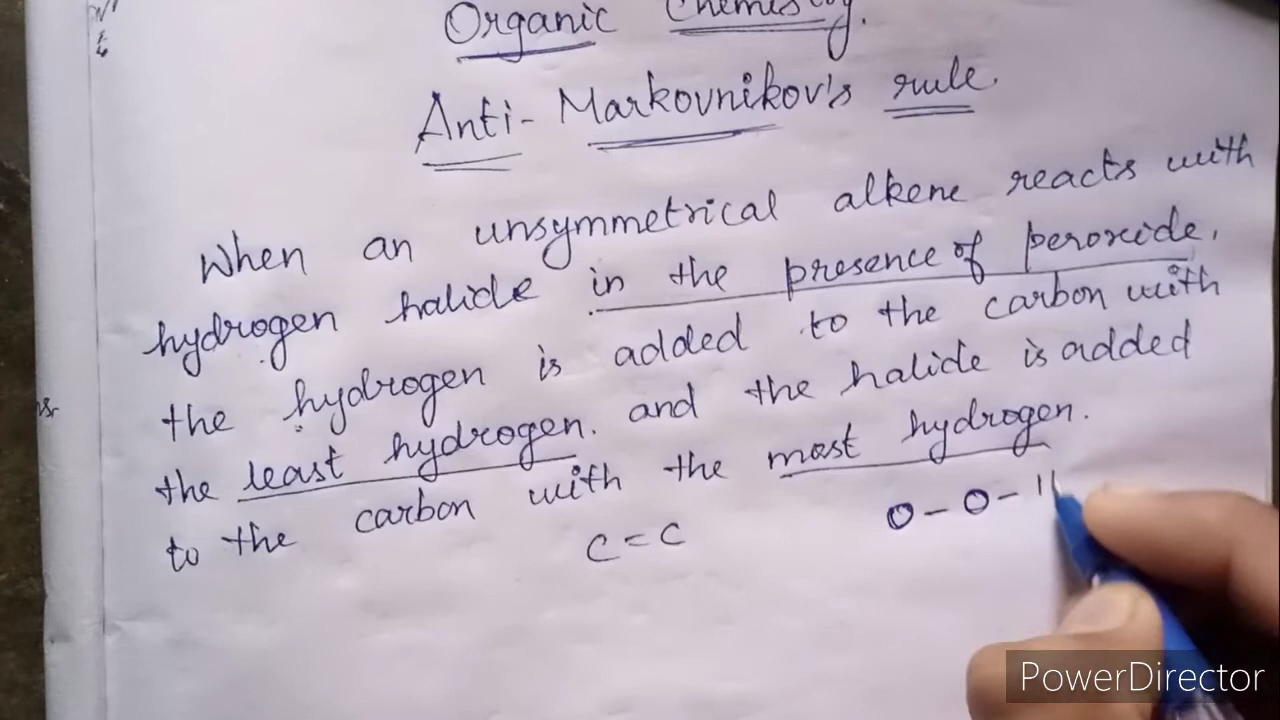 Organic Chemistry.
Anti-Markovnikov's rule.
When an unsymmetrical alkene reacts with
hydrogen halide in the presence of peroxide,
the hydrogen is added to the carbon with
the least hydrogen. and the halide is added
to the carbon with the most hydrogen.
C=C
O-O-
PowerDirector